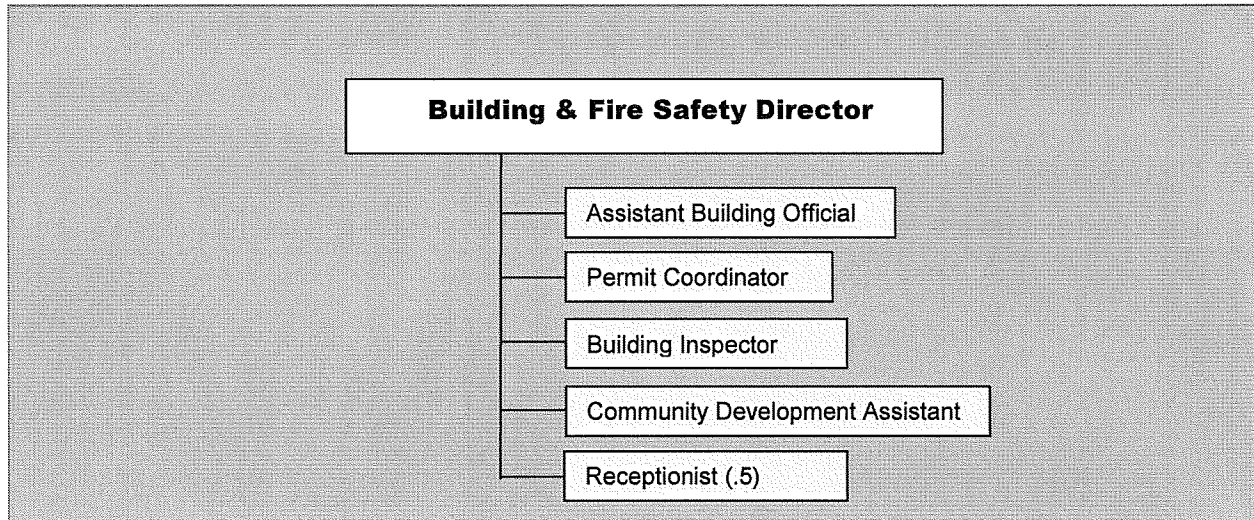 Building & Fire Safety Director
Assistant Building Official
Permit Coordinator
Building Inspector
Community Development Assistant
Receptionist (.5)